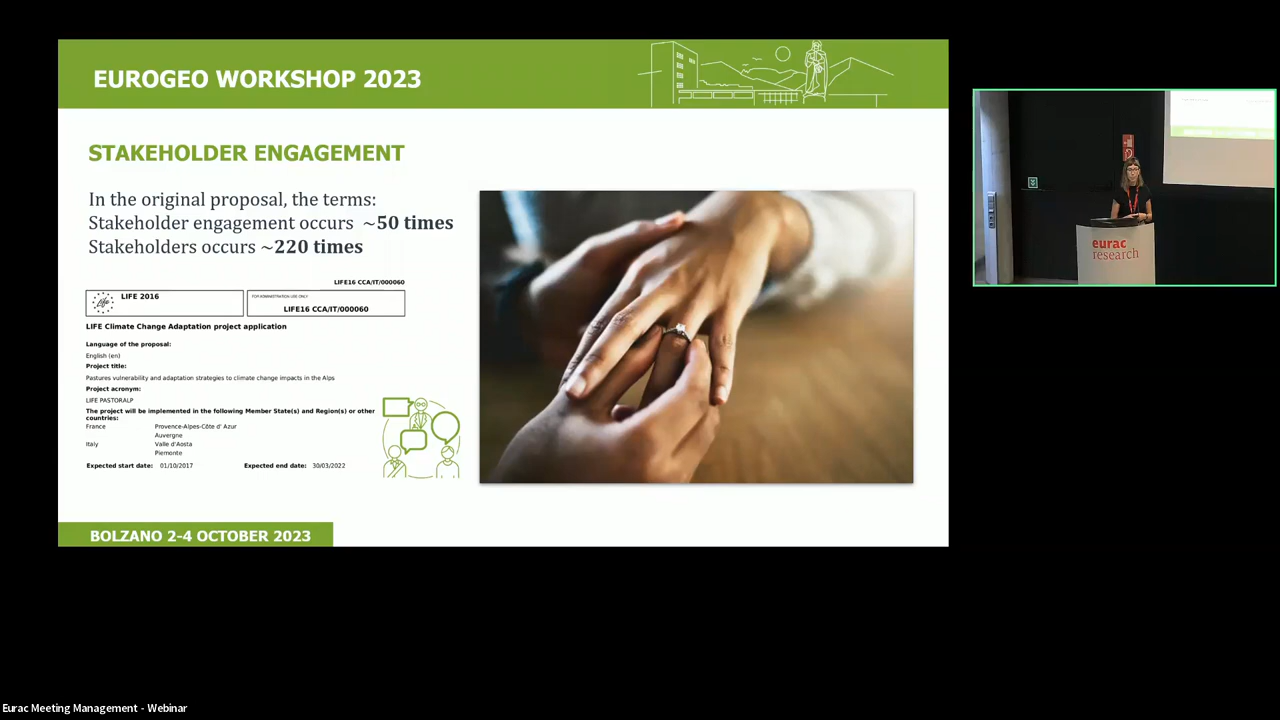 EUROGEO WORKSHOP 2023
STAKEHOLDER ENGAGEMENT
In the original proposal, the terms:
Stakeholder engagement occurs ~50 times
Stakeholders occurs ~220 times
LIFE16 CCA/IT/000060
Life
LIFE 2016
FOR ADMINISTRATION USE ONLY
LIFE16 CCA/IT/000060
LIFE Climate Change Adaptation project application
Language of the proposal:
English (en)
Project title:
Pastures vulnerability and adaptation strategies to climate change impacts in the Alps
Project acronym:
LIFE PASTORALP
The project will be implemented in the following Member State(s) and Region(s) or other
countries:
France Provence-Alpes-Côte d' Azur
Auvergne
Italy Valle d'Aosta
Piemonte
Expected start date: 01/10/2017 Expected end date: 30/03/2022
BOLZANO 2-4 OCTOBER 2023
eurac
research
Eurac Meeting Management - Webinar